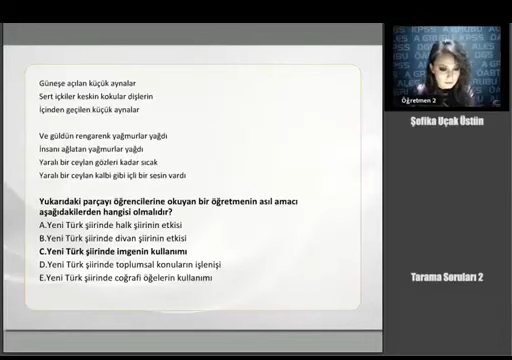 Güneşe açılan küçük aynalar
Sert içkiler keskin kokular dişlerin
İçinden geçilen küçük aynalar
Ve güldün rengarenk yağmurlar yağdı
İnsanı ağlatan yağmurlar yağdı
Yaralı bir ceylan gözleri kadar sıcak
Yaralı bir ceylan kalbi gibi içli bir sesin vardı
Yukarıdaki parçayı öğrencilerine okuyan bir öğretmenin asıl amacı
aşağıdakilerden hangisi olmalıdır?
A.Yeni Türk şiirinde halk şiirinin etkisi
B.Yeni Türk şiirinde divan şiirinin etkisi
C.Yeni Türk şiirinde imgenin kullanımı
D.Yeni Türk şiirinde toplumsal konuların işlenişi
E.Yeni Türk şiirinde coğrafi öğelerin kullanımı
Öğretmen 2
Şefika Uçak Üstün
Tarama Soruları 2